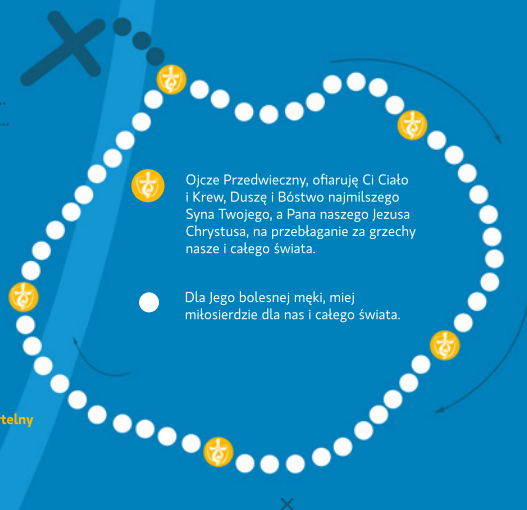 Ojcze Przedwieczny, ofiaruję Ci Ciało
i Krew, Duszę i Bóstwo najmilszego
Syna Twojego, a Pana naszego Jezusa
Chrystusa, na przebłaganie za grzechy
nasze i całego świata.
Dla Jego bolesnej męki, miej
miłosierdzie dla nas i całego świata.
telny